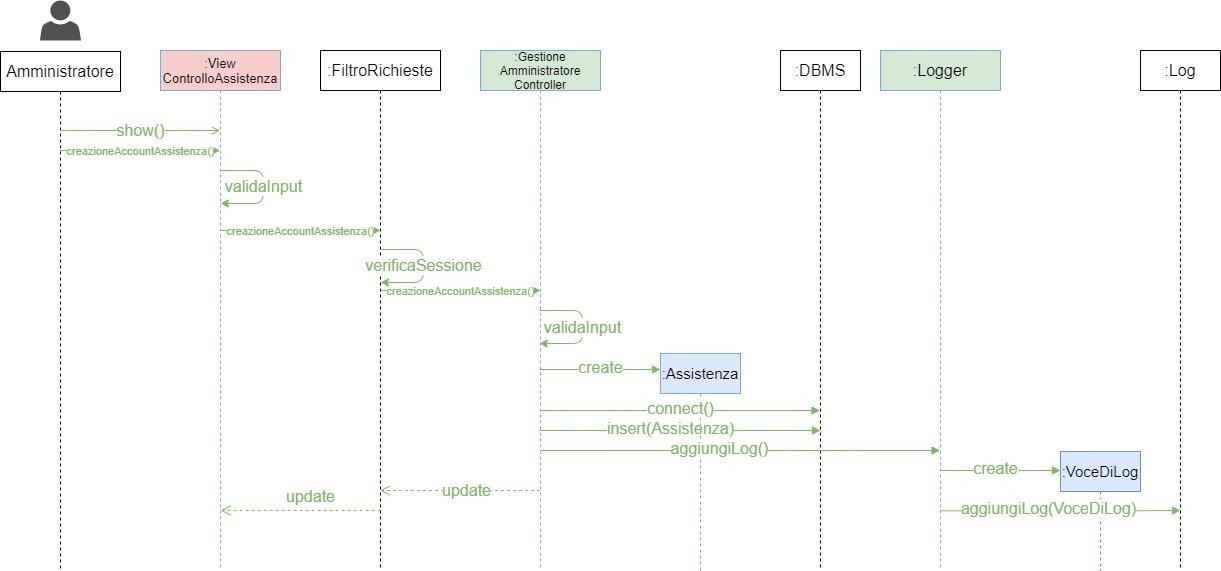 Amministratore
:View
ControlloAssistenza
:FiltroRichieste
:Gestione
Amministratore
Controller
:DBMS
:Logger
:Log
show()
creazioneAccountAssistenza()
validaInput
creazioneAccountAssistenza()
verificaSessione
creazioneAccountAssistenza()
validaInput
create
:Assistenza
connect()
insert(Assistenza)
aggiungiLog()
create
:VoceDiLog
update
update
aggiungiLog(VoceDiLog)